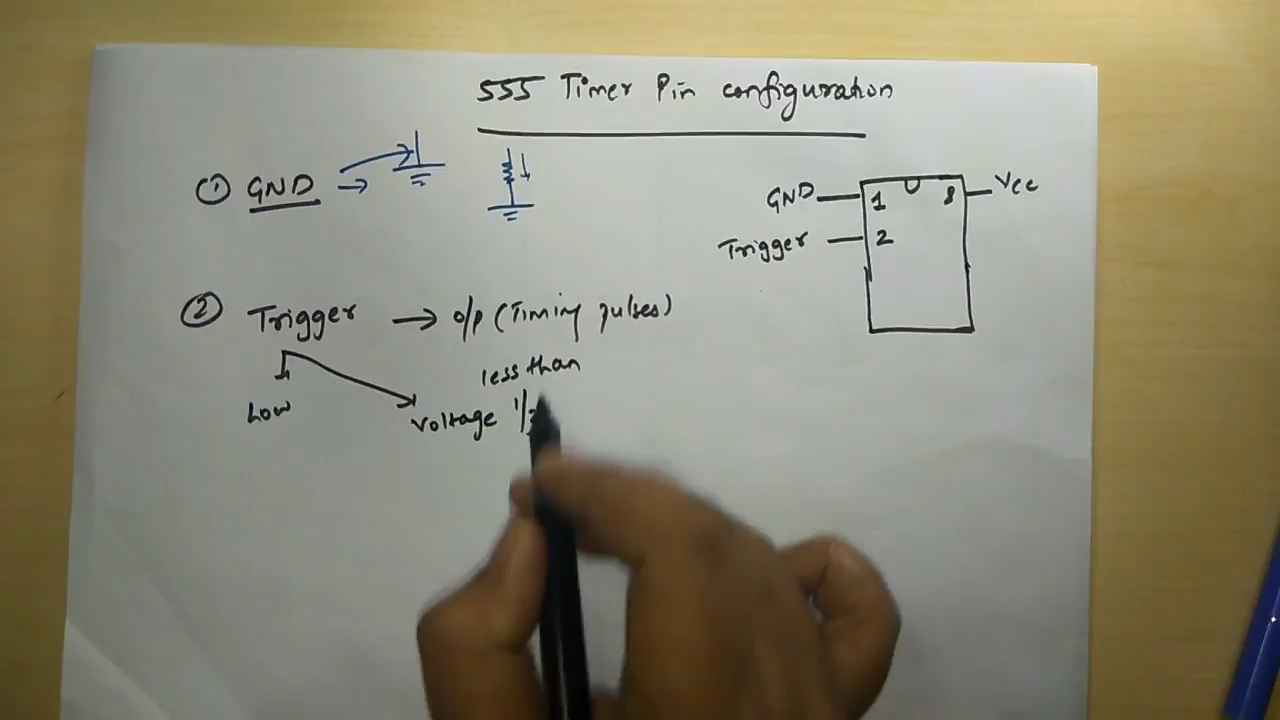 555 Timer Pin configuration
① GND
GND 1 8 Vcc
Trigger 2
② Trigger → o/p (Timing pulses)
less than
Low
Voltage